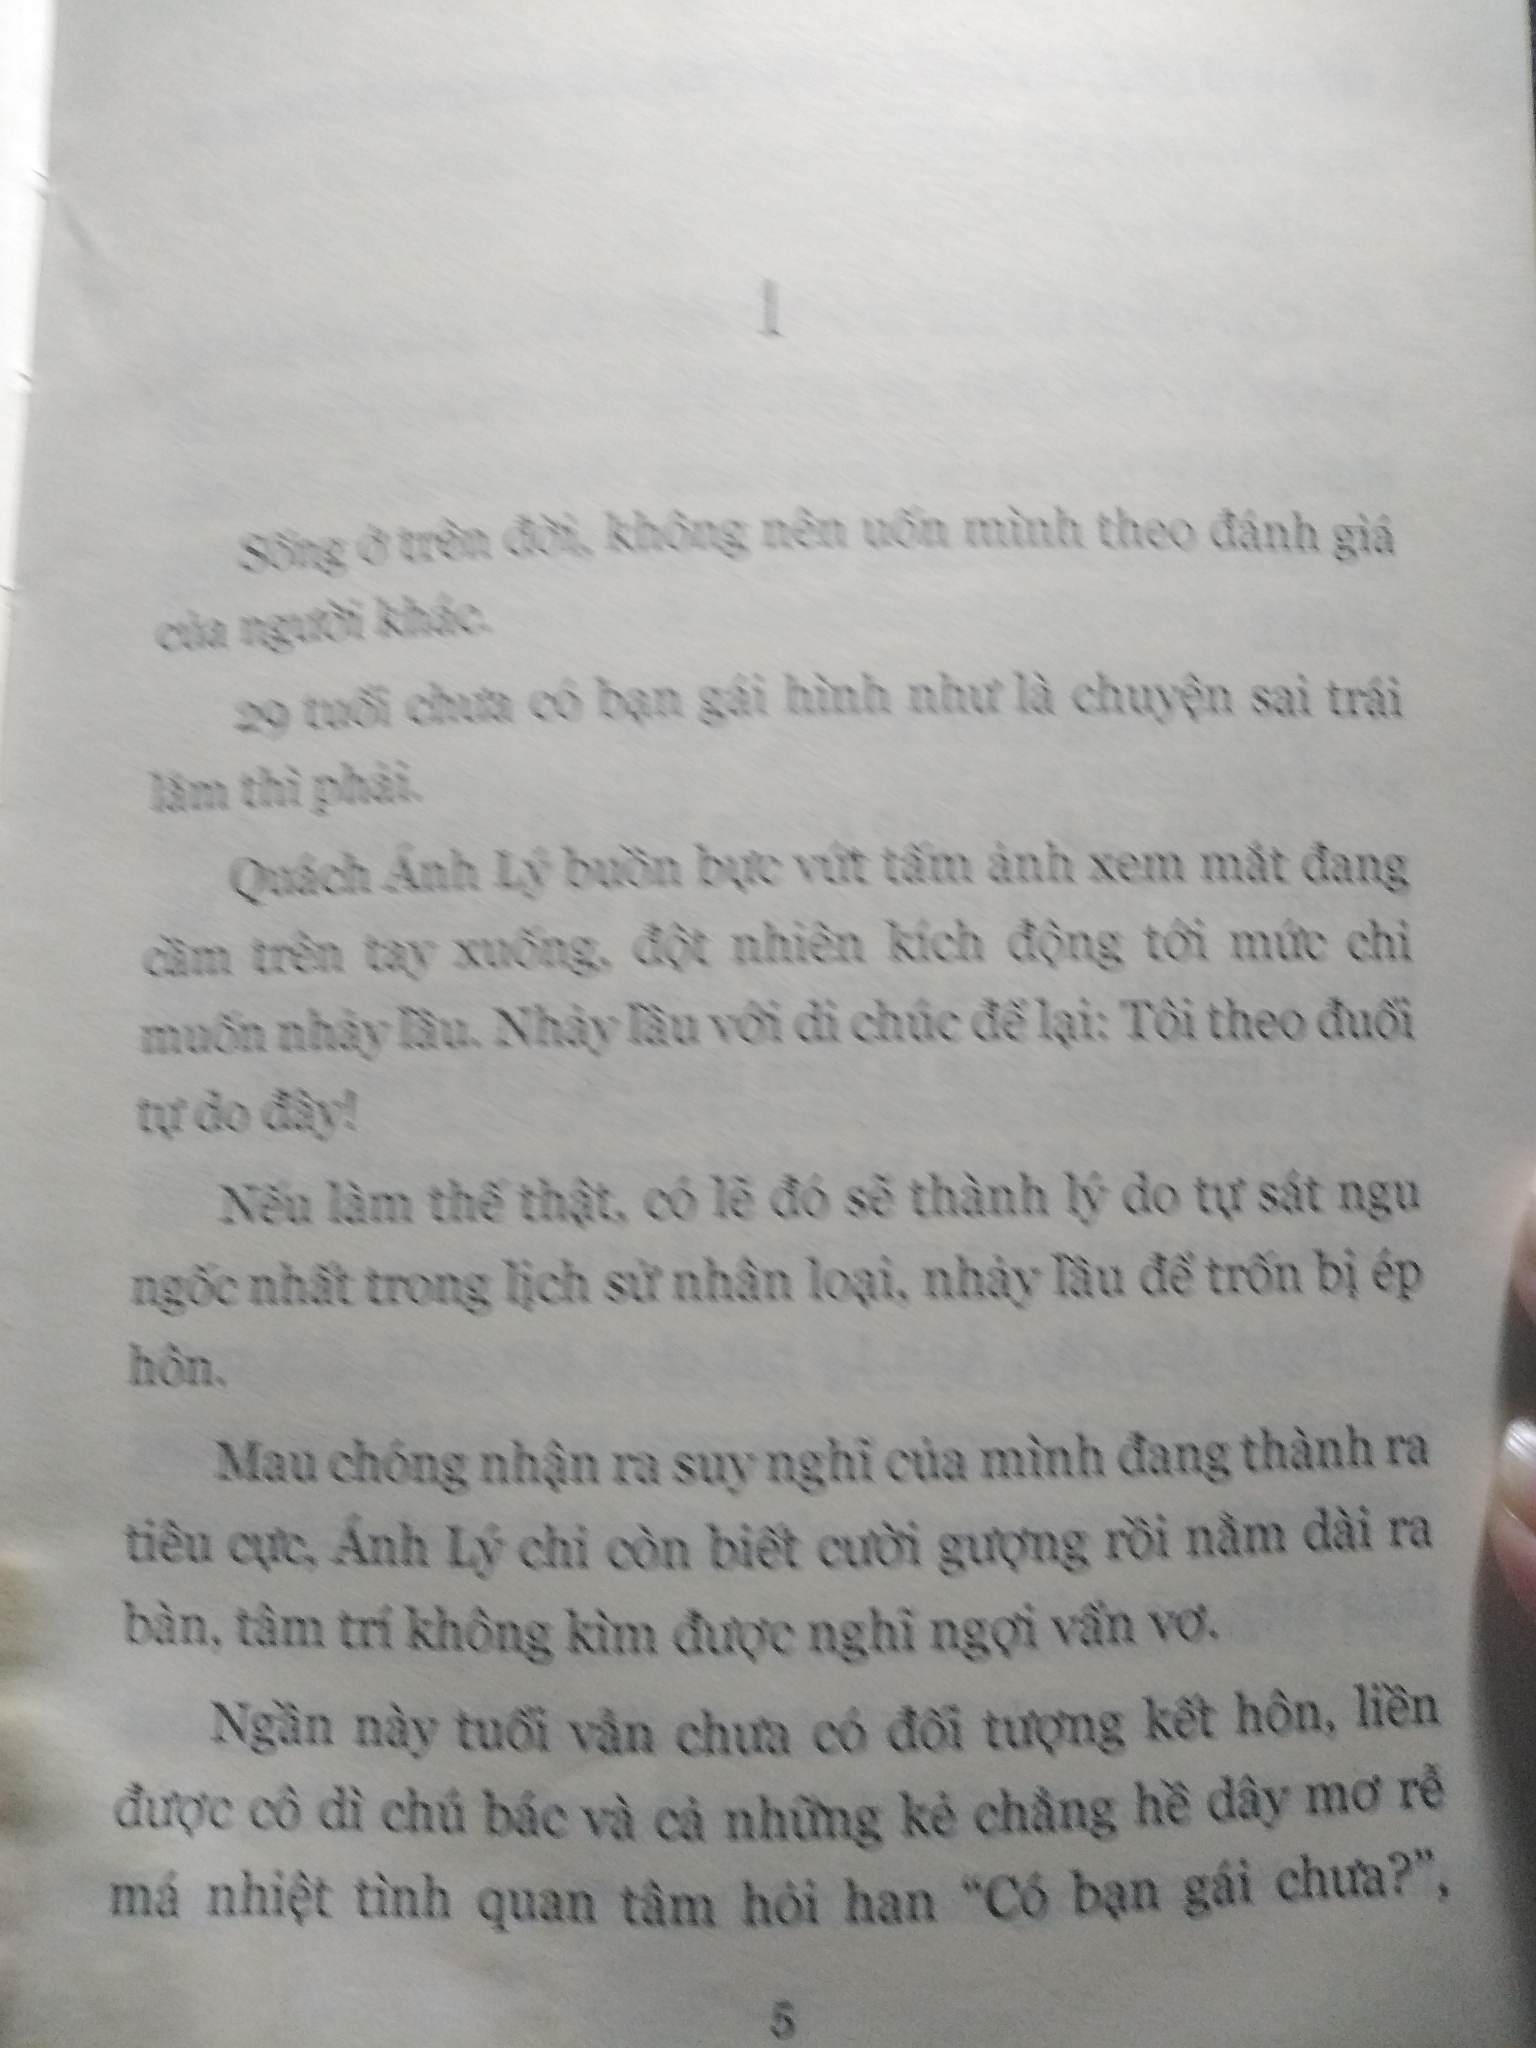 1
Sống ở trên đời, không nên uốn mình theo đánh giá
của người khác.
29 tuổi chưa có bạn gái hình như là chuyện sai trái
lắm thì phải.
Quách Ánh Lý buồn bực vứt tấm ảnh xem mắt đang
cầm trên tay xuống, đột nhiên kích động tới mức chỉ
muốn nhảy lầu. Nhảy lầu với di chúc để lại: Tôi theo đuổi
tự do đây!
Nếu làm thế thật, có lẽ đó sẽ thành lý do tự sát ngu
ngốc nhất trong lịch sử nhân loại, nhảy lầu để trốn bị ép
hôn.
Mau chóng nhận ra suy nghĩ của mình đang thành ra
tiêu cực, Ánh Lý chỉ còn biết cười gượng rồi nằm dài ra
bàn, tâm trí không kìm được nghĩ ngợi vẩn vơ.
Ngần này tuổi vẫn chưa có đối tượng kết hôn, liền
được cô dì chú bác và cả những kẻ chẳng hề dây mơ rễ
má nhiệt tình quan tâm hỏi han “Có bạn gái chưa?”,
5